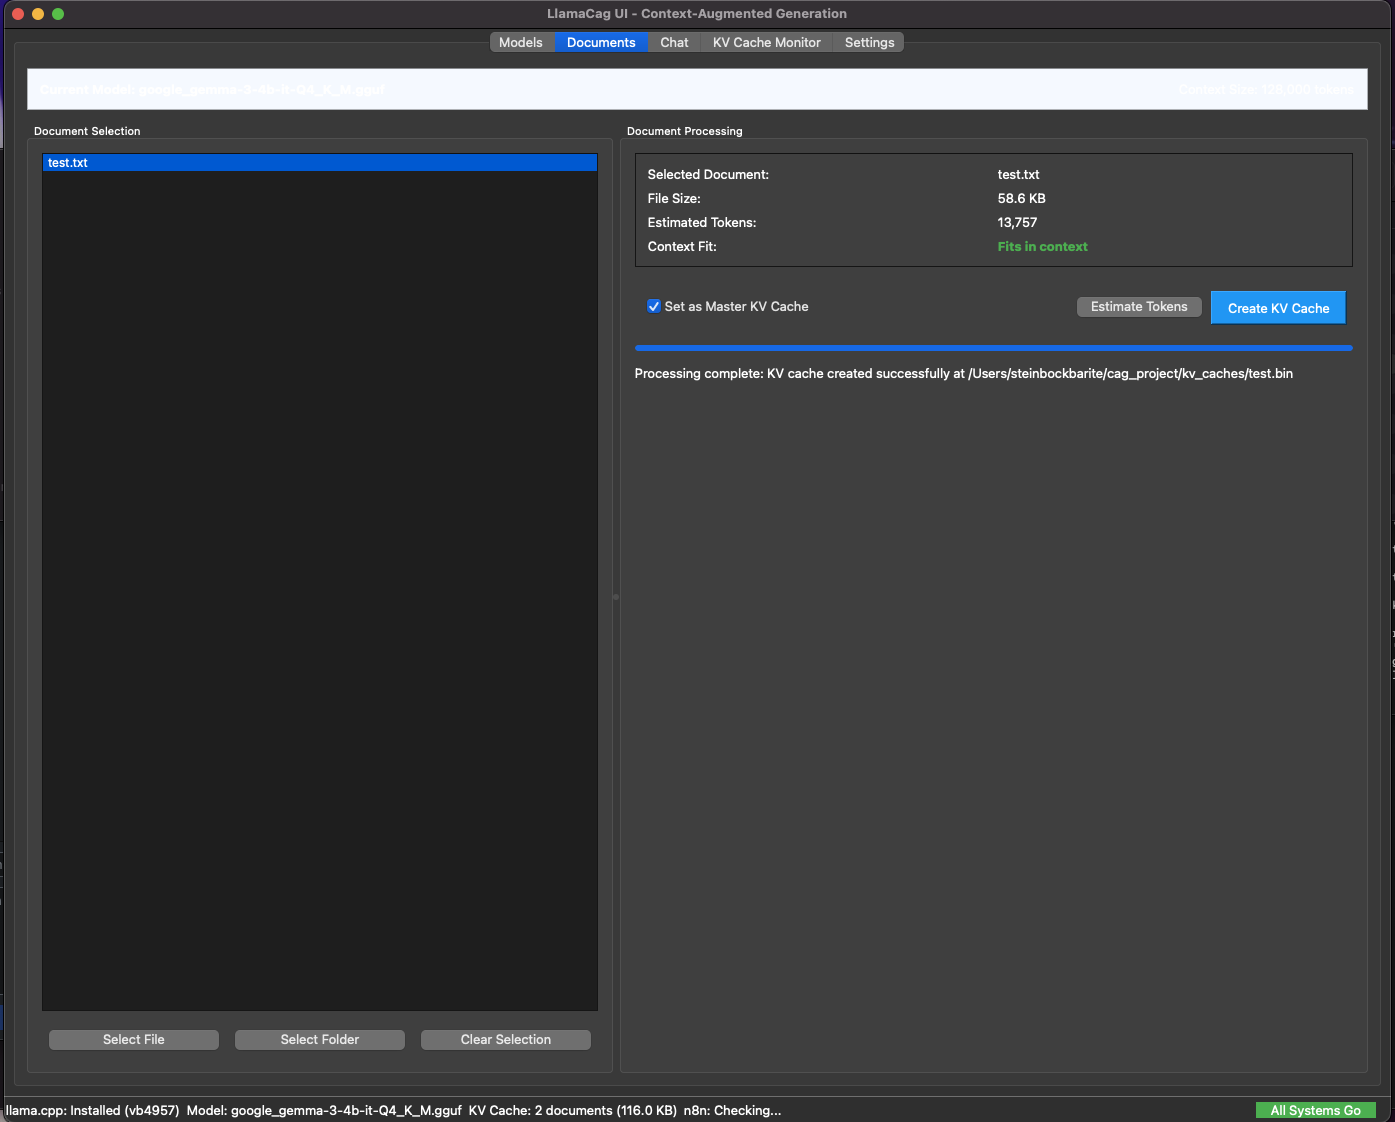 LlamaCag UI - Context-Augmented Generation
Models Documents Chat KV Cache Monitor Settings
Current Model: google_gemma-3-4b-it-Q4_K_M.gguf Context Size: 128,000 tokens
Document Selection
test.txt
Select File Select Folder Clear Selection
Document Processing
Selected Document: test.txt
File Size: 58.6 KB
Estimated Tokens: 13,757
Context Fit: Fits in context
Set as Master KV Cache Estimate Tokens Create KV Cache
Processing complete: KV cache created successfully at /Users/steinbockbarite/cag_project/kv_caches/test.bin
llama.cpp: Installed (vb4957) Model: google_gemma-3-4b-it-Q4_K_M.gguf KV Cache: 2 documents (116.0 KB) n8n: Checking... All Systems Go